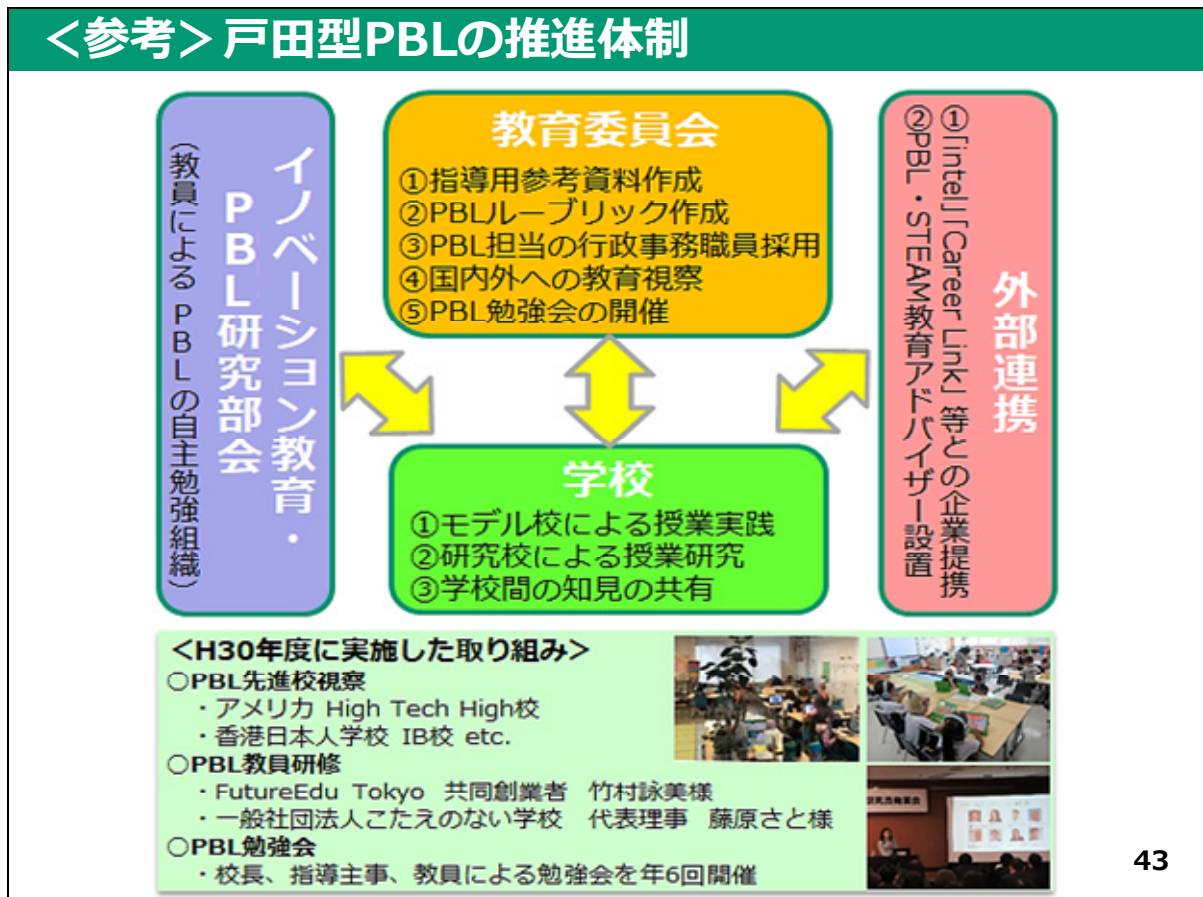 ＜参考＞戸田型PBLの推進体制
イノベーション教育・
PBL研究部会
（教員による PBLの自主勉強組織）
教育委員会
①指導用参考資料作成
②PBLルーブリック作成
③PBL担当の行政事務職員採用
④国内外への教育視察
⑤PBL勉強会の開催
外部連携
①「intel」「Career Link」等との企業提携
②PBL・STEAM教育アドバイザー設置
学校
①モデル校による授業実践
②研究校による授業研究
③学校間の知見の共有
＜H30年度に実施した取り組み＞
○PBL先進校視察
・アメリカ High Tech High校
・香港日本人学校 IB校 etc.
○PBL教員研修
・FutureEdu Tokyo 共同創業者 竹村詠美様
・一般社団法人こたえのない学校 代表理事 藤原さと様
○PBL勉強会
・校長、指導主事、教員による勉強会を年6回開催
43